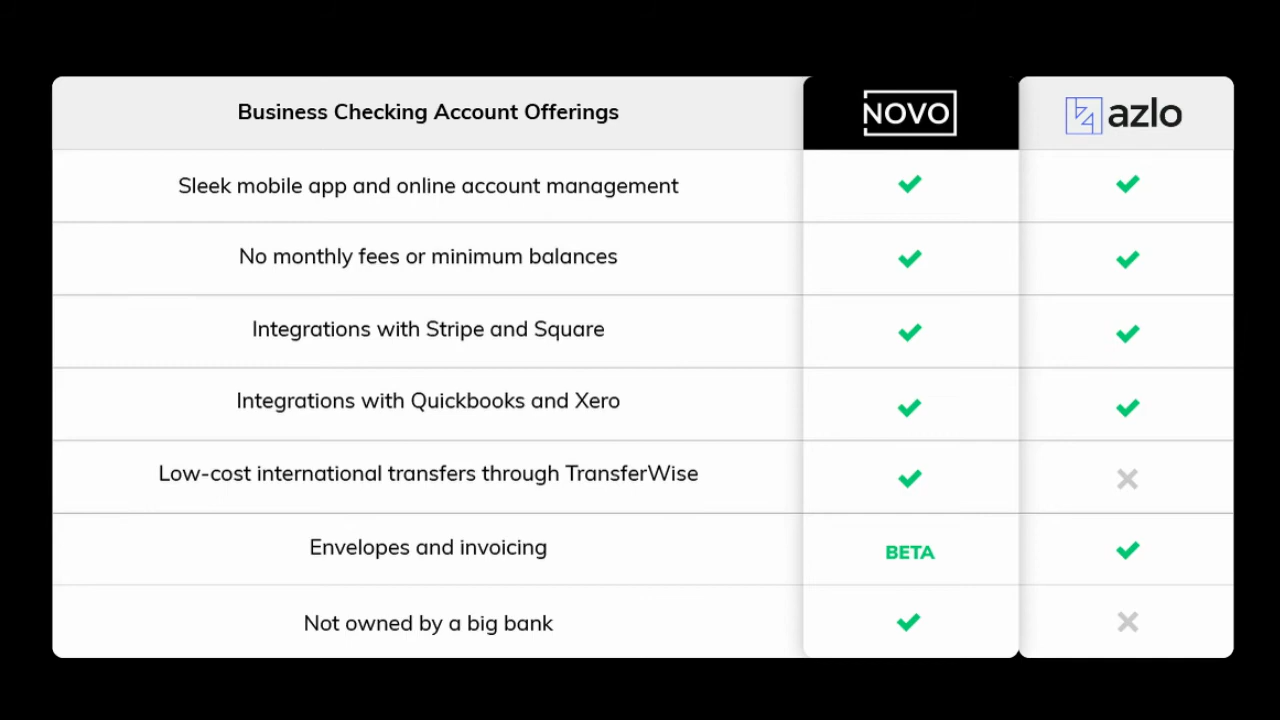 Business Checking Account Offerings NOVO azlo
Sleek mobile app and online account management
No monthly fees or minimum balances
Integrations with Stripe and Square
Integrations with Quickbooks and Xero
Low-cost international transfers through TransferWise
Envelopes and invoicing BETA
Not owned by a big bank